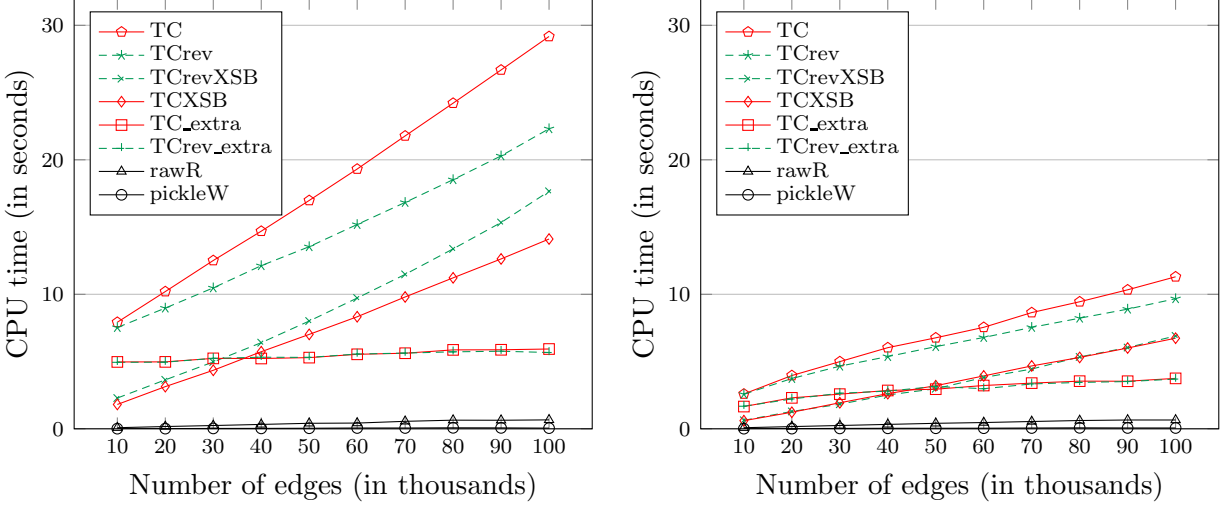 30
20
10
0
CPU time (in seconds)
TC
TCrev
TCrevXSB
TCXSB
TC_extra
TCrev_extra
rawR
pickleW
10 20 30 40 50 60 70 80 90 100
Number of edges (in thousands)
30
20
10
0
CPU time (in seconds)
TC
TCrev
TCrevXSB
TCXSB
TC_extra
TCrev_extra
rawR
pickleW
10 20 30 40 50 60 70 80 90 100
Number of edges (in thousands)